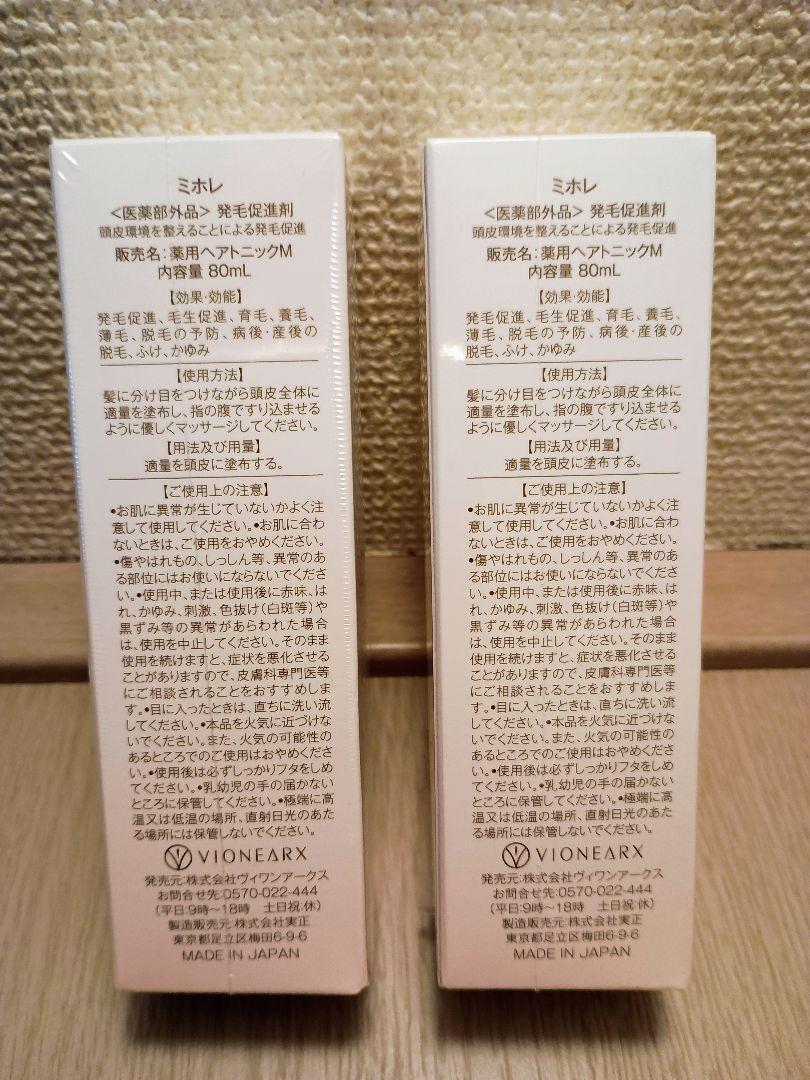 ミホレ
<医薬部外品> 発毛促進剤
頭皮環境を整えることによる発毛促進
販売名:薬用ヘアトニックM
内容量 80mL
【効果・効能】
発毛促進、毛生促進、育毛、養毛、
薄毛、脱毛の予防、病後・産後の
脱毛、ふけ、かゆみ
【使用方法】
髪に分け目をつけながら頭皮全体に
適量を塗布し、指の腹ですり込ませる
ように優しくマッサージしてください。
【用法及び用量】
適量を頭皮に塗布する。
【ご使用上の注意】
•お肌に異常が生じていないかよく注
意して使用してください。•お肌に合わ
ないときは、ご使用をおやめください。
•傷やはれもの、しっしん等、異常のあ
る部位にはお使いにならないでくださ
い。•使用中、または使用後に赤味、は
れ、かゆみ、刺激、色抜け(白斑等)や
黒ずみ等の異常があらわれた場合
は、使用を中止してください。そのまま
使用を続けますと、症状を悪化させる
ことがありますので、皮膚科専門医等
にご相談されることをおすすめしま
す。•目に入ったときは、直ちに洗い流
してください。•本品を火気に近づけな
いでください。また、火気の可能性の
あるところでのご使用はおやめくださ
い。•使用後は必ずしっかりフタをしめ
てください。•乳幼児の手の届かない
ところに保管してください。•極端に高
温又は低温の場所、直射日光のあた
る場所には保管しないでください。
VIONEARX
発売元:株式会社ヴィワンアークス
お問合せ先:0570-022-444
(平日:9時~18時 土日祝:休)
製造販売元:株式会社実正
東京都足立区梅田6-9-6
MADE IN JAPAN
ミホレ
<医薬部外品> 発毛促進剤
頭皮環境を整えることによる発毛促進
販売名:薬用ヘアトニックM
内容量 80mL
【効果・効能】
発毛促進、毛生促進、育毛、養毛、
薄毛、脱毛の予防、病後・産後の
脱毛、ふけ、かゆみ
【使用方法】
髪に分け目をつけながら頭皮全体に
適量を塗布し、指の腹ですり込ませる
ように優しくマッサージしてください。
【用法及び用量】
適量を頭皮に塗布する。
【ご使用上の注意】
•お肌に異常が生じていないかよく注
意して使用してください。•お肌に合わ
ないときは、ご使用をおやめください。
•傷やはれもの、しっしん等、異常のあ
る部位にはお使いにならないでくださ
い。•使用中、または使用後に赤味、は
れ、かゆみ、刺激、色抜け(白斑等)や
黒ずみ等の異常があらわれた場合
は、使用を中止してください。そのまま
使用を続けますと、症状を悪化させる
ことがありますので、皮膚科専門医等
にご相談されることをおすすめしま
す。•目に入ったときは、直ちに洗い流
してください。•本品を火気に近づけな
いでください。また、火気の可能性の
あるところでのご使用はおやめくださ
い。•使用後は必ずしっかりフタをしめ
てください。•乳幼児の手の届かない
ところに保管してください。•極端に高
温又は低温の場所、直射日光のあた
る場所には保管しないでください。
VIONEARX
発売元:株式会社ヴィワンアークス
お問合せ先:0570-022-444
(平日:9時~18時 土日祝:休)
製造販売元:株式会社実正
東京都足立区梅田6-9-6
MADE IN JAPAN